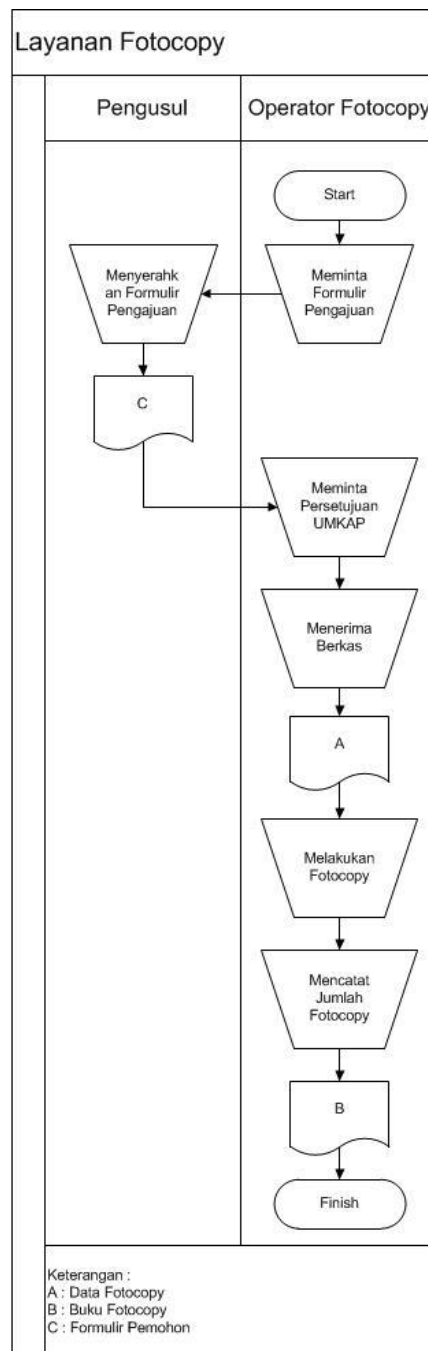 Layanan Fotocopy
Pengusul
Operator Fotocopy
Start
Meminta
Formulir
Pengajuan
Menyerahk
an Formulir
Pengajuan
C
Meminta
Persetujuan
UMKAP
Menerima
Berkas
A
Melakukan
Fotocopy
Mencatat
Jumlah
Fotocopy
B
Finish
Keterangan :
A : Data Fotocopy
B : Buku Fotocopy
C : Formulir Pemohon